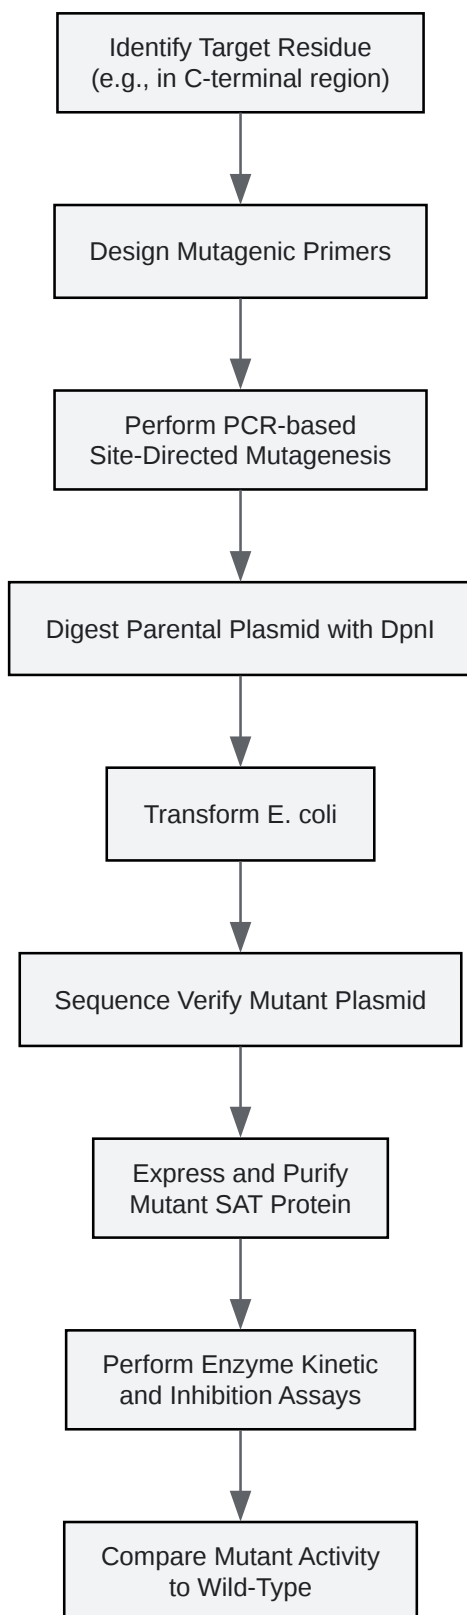 Identify Target Residue
(e.g., in C-terminal region)
Design Mutagenic Primers
Perform PCR-based
Site-Directed Mutagenesis
Digest Parental Plasmid with DpnI
Transform E. coli
Sequence Verify Mutant Plasmid
Express and Purify
Mutant SAT Protein
Perform Enzyme Kinetic
and Inhibition Assays
Compare Mutant Activity
to Wild-Type